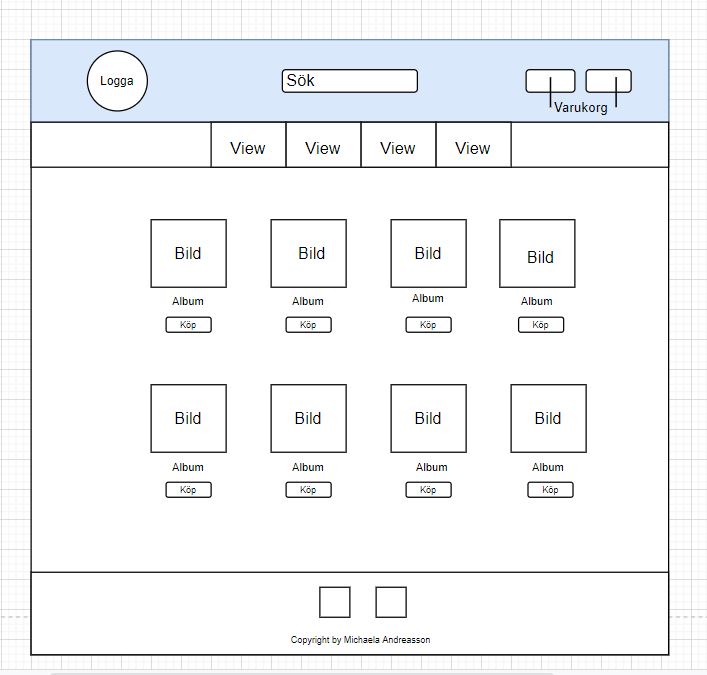 Logga
Sök
Varukorg
View View View View
Bild Bild Bild Bild
Album Album Album Album
Köp Köp Köp Köp
Bild Bild Bild Bild
Album Album Album Album
Köp Köp Köp Köp
Copyright by Michaela Andreasson